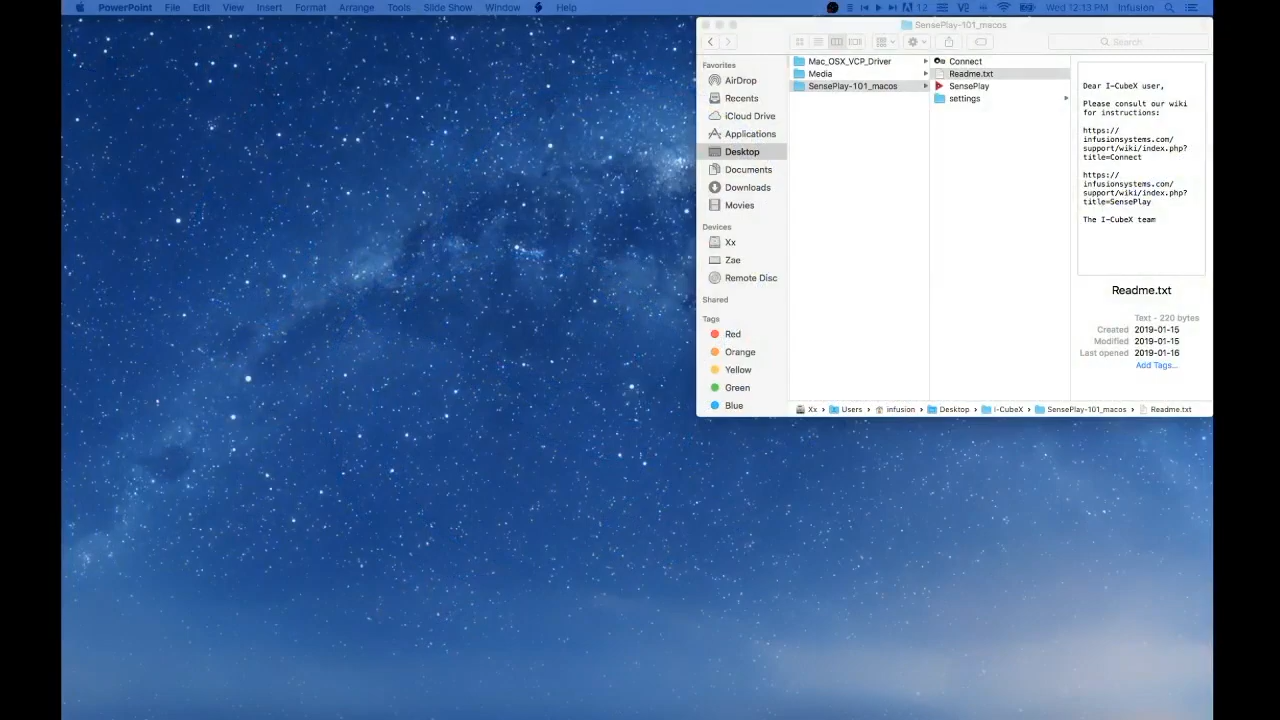 PowerPoint File Edit View Insert Format Arrange Tools Slide Show Window Help
12 V2 Wed 12:13 PM Infusion
SensePlay-101_macos
Search
Favorites
AirDrop
Recents
iCloud Drive
Applications
Desktop
Documents
Downloads
Movies
Devices
Xx
Zae
Remote Disc
Shared
Tags
Red
Orange
Yellow
Green
Blue
Mac_OSX_VCP_Driver
Media
SensePlay-101_macos
Connect
Readme.txt
SensePlay
settings
Dear I-CubeX user,
Please consult our wiki
for instructions:
https://
infusionsystems.com/
support/wiki/index.php?
title=Connect
https://
infusionsystems.com/
support/wiki/index.php?
title=SensePlay
The I-CubeX team
Readme.txt
Text - 220 bytes
Created 2019-01-15
Modified 2019-01-15
Last opened 2019-01-16
Add Tags...
Xx › Users › infusion › Desktop › I-CubeX › SensePlay-101_macos › Readme.txt